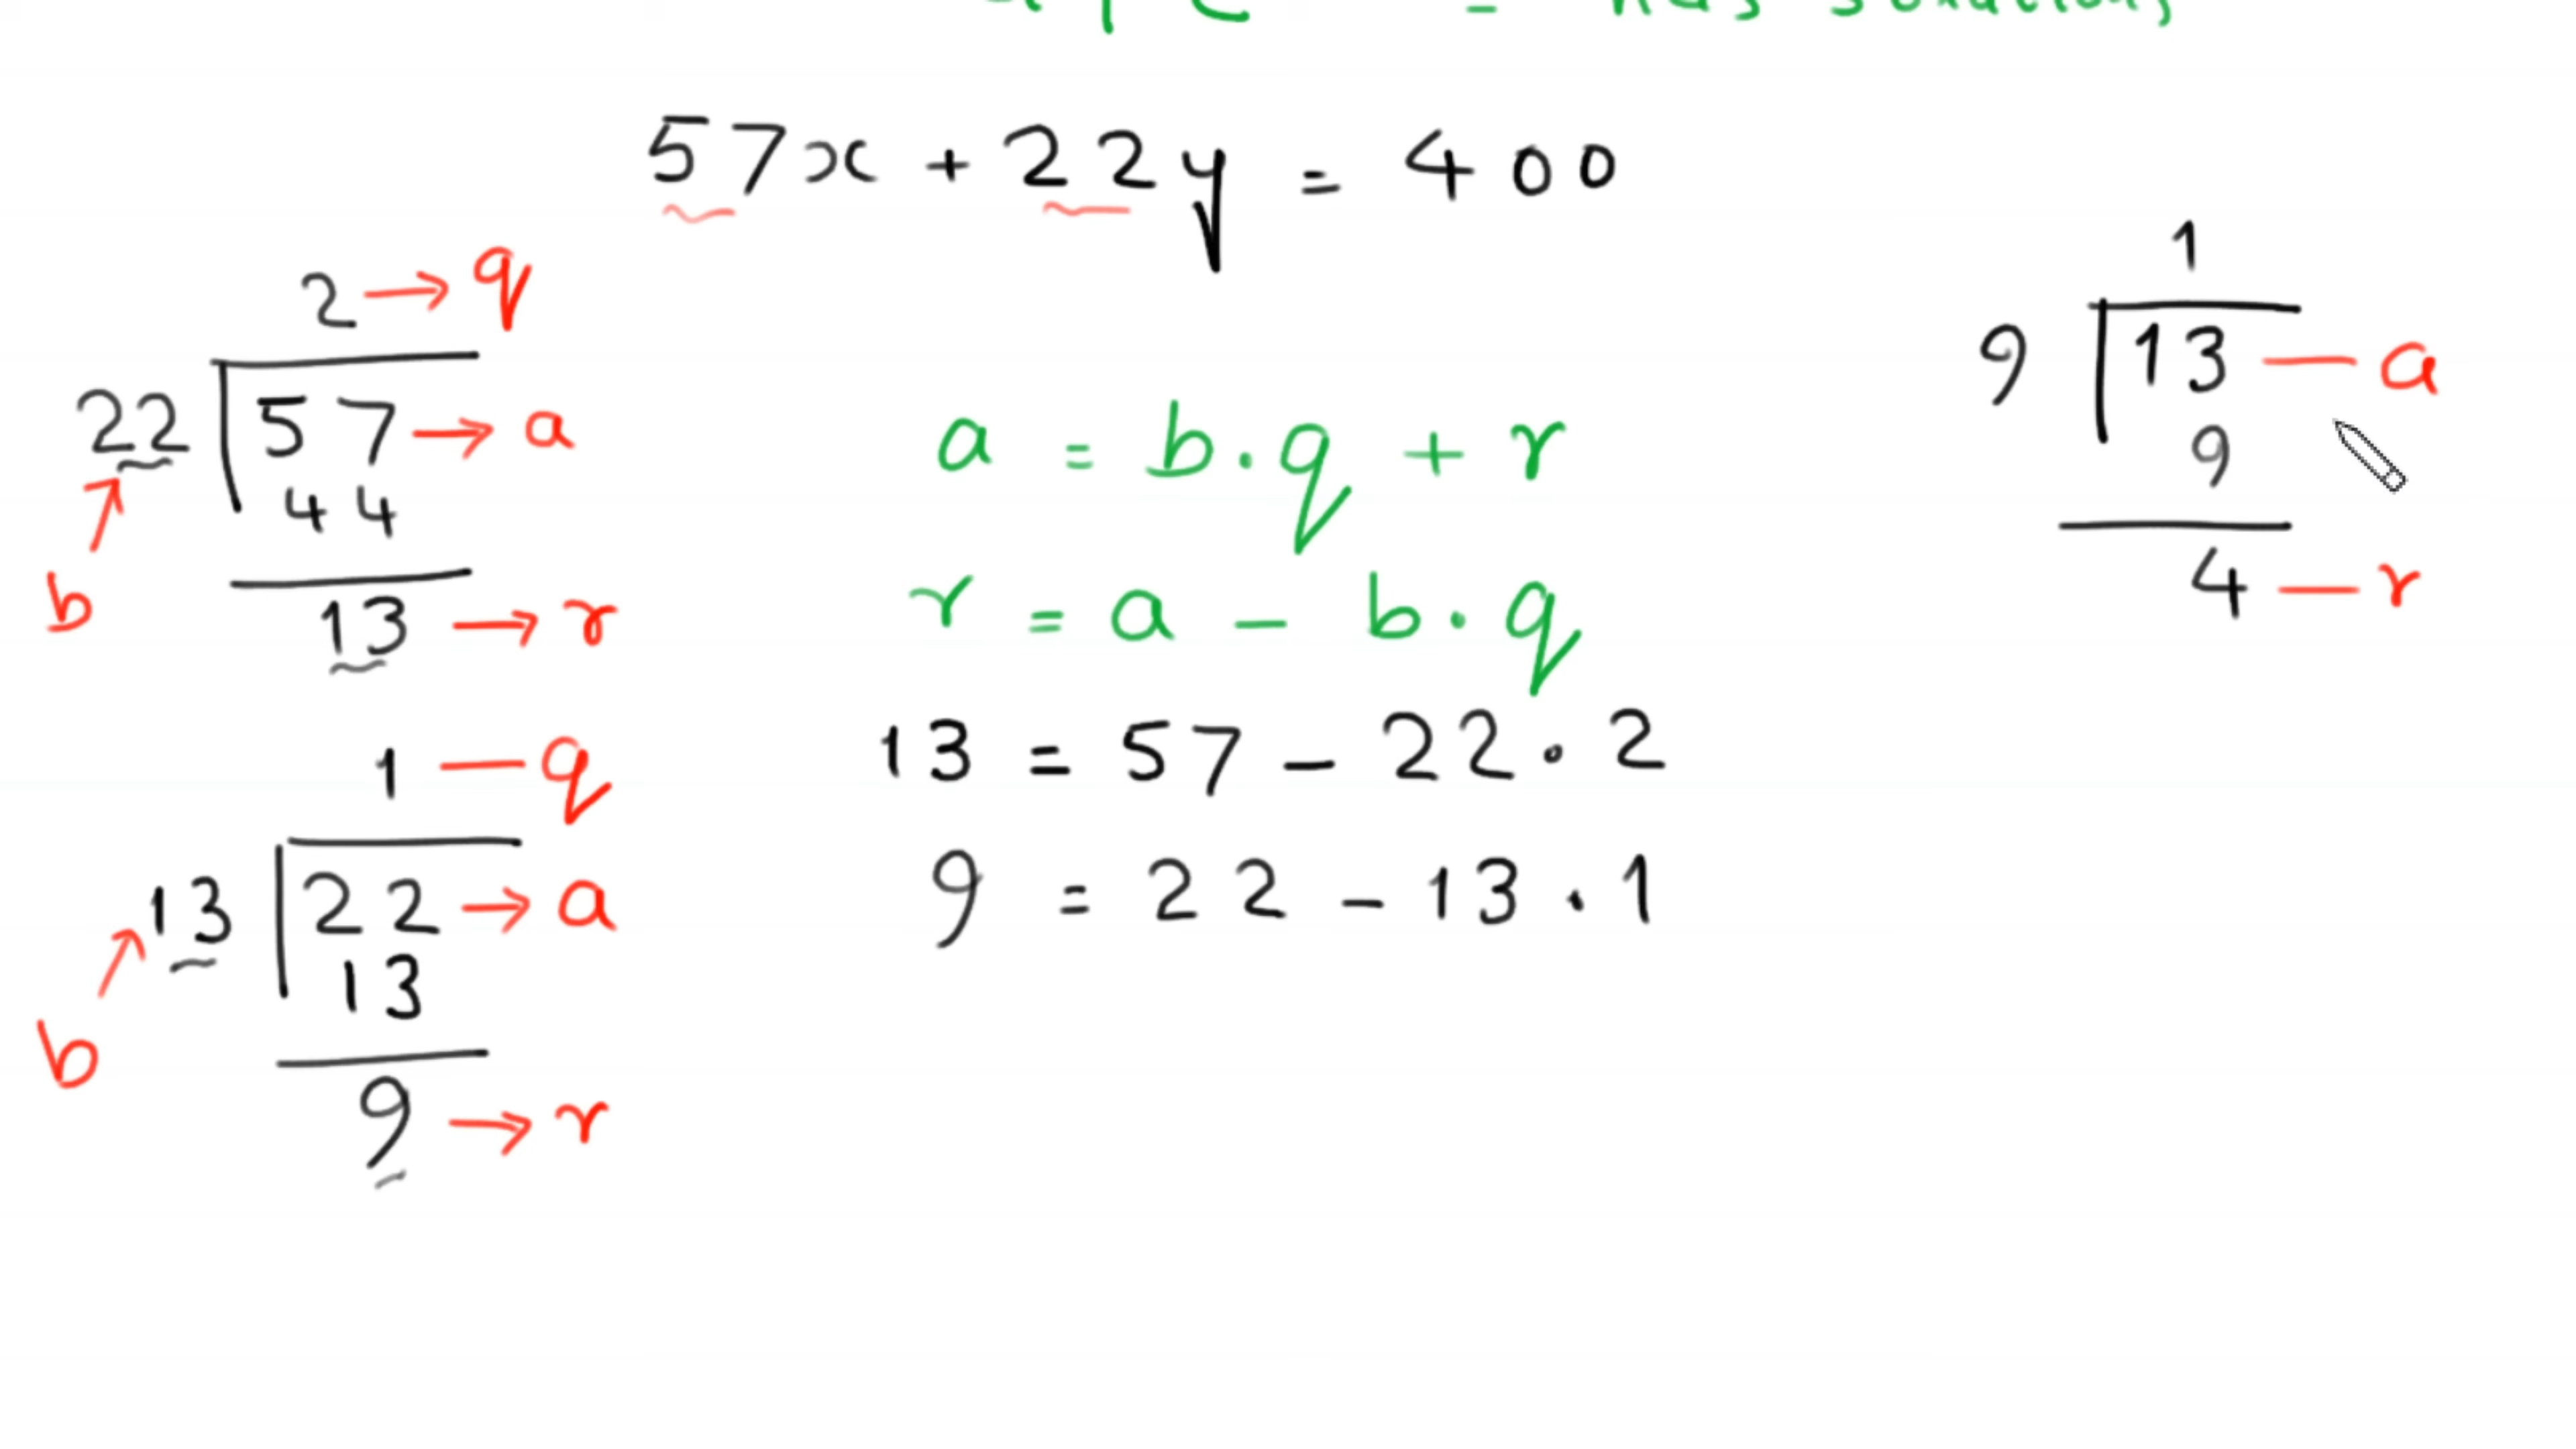 57x + 22y = 400
2 → q
22 57 → a
44
b
13 → r
1 — q
13 22 → a
13
b
9 → r
a = b.q + r
r = a - b.q
13 = 57 - 22.2
9 = 22 - 13.1
1
9 13 — a
9
4 — r